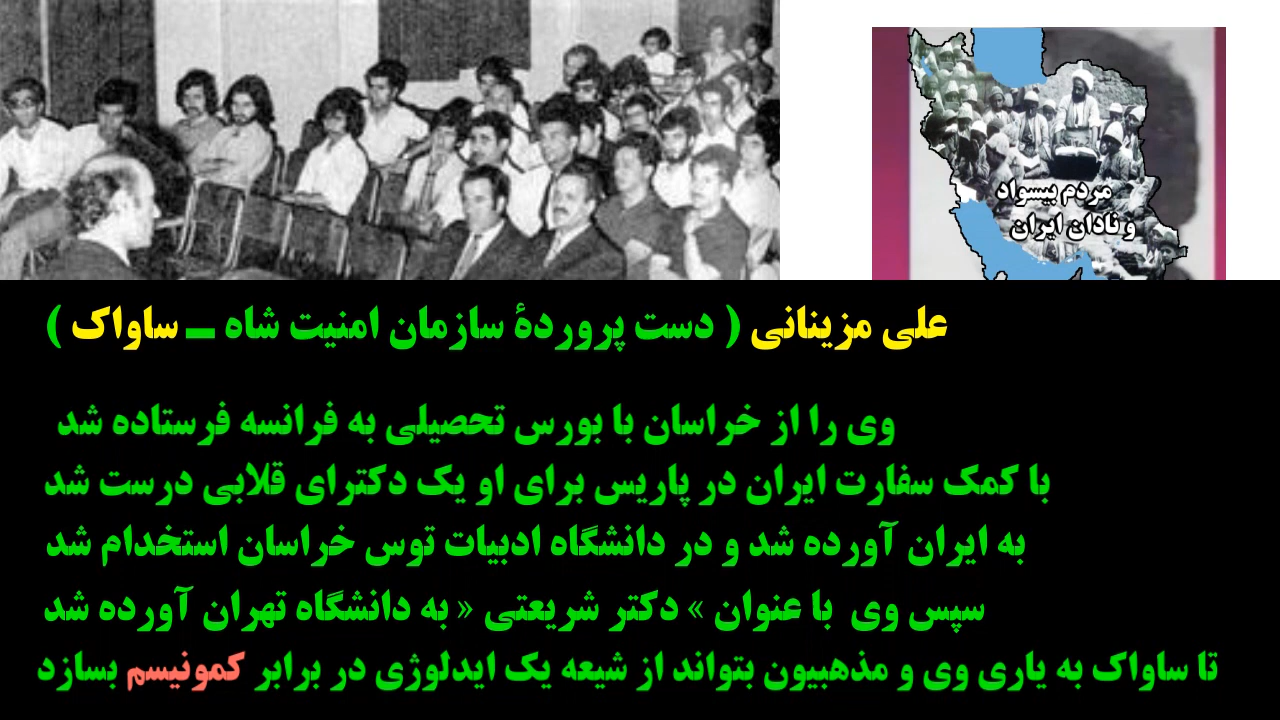 مردم بیسواد
و نادان ایران
علی مزینانی ( دست پروردهٔ سازمان امنیت شاه ــ ساواک )
وی را از خراسان با بورس تحصیلی به فرانسه فرستاده شد
با کمک سفارت ایران در پاریس برای او یک دکترای قلابی درست شد
به ایران آورده شد و در دانشگاه ادبیات توس خراسان استخدام شد
سپس وی با عنوان » دکتر شریعتی « به دانشگاه تهران آورده شد
تا ساواک به یاری وی و مذهبیون بتواند از شیعه یک ایدلوژی در برابر کمونیسم بسازد